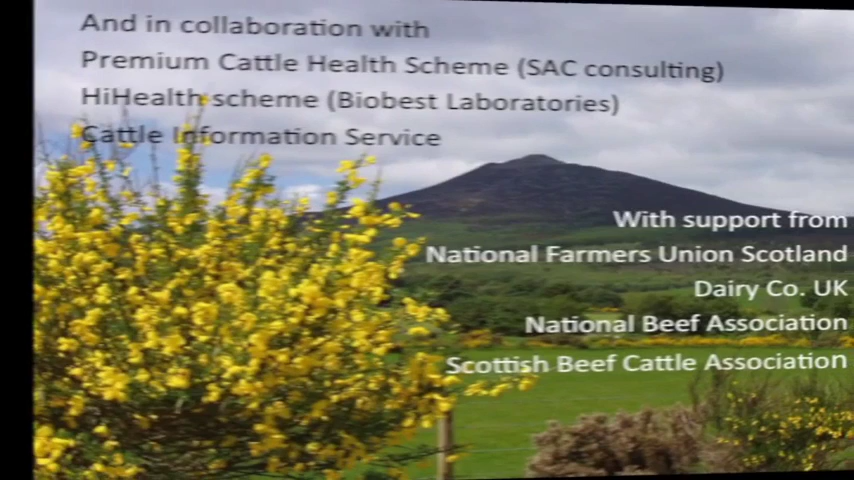 And in collaboration with
Premium Cattle Health Scheme (SAC consulting)
HiHealth scheme (Biobest Laboratories)
Cattle Information Service
With support from
National Farmers Union Scotland
Dairy Co. UK
National Beef Association
Scottish Beef Cattle Association